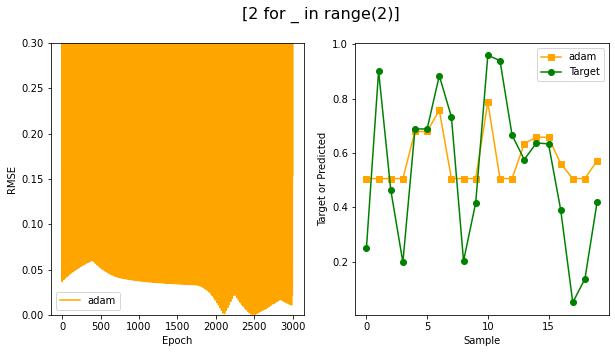 [2 for _ in range(2)]
0.30
0.25
0.20
0.15
0.10
0.05
0.00
RMSE
adam
0 500 1000 1500 2000 2500 3000
Epoch
1.0
0.8
0.6
0.4
0.2
Target or Predicted
adam
Target
0 5 10 15
Sample